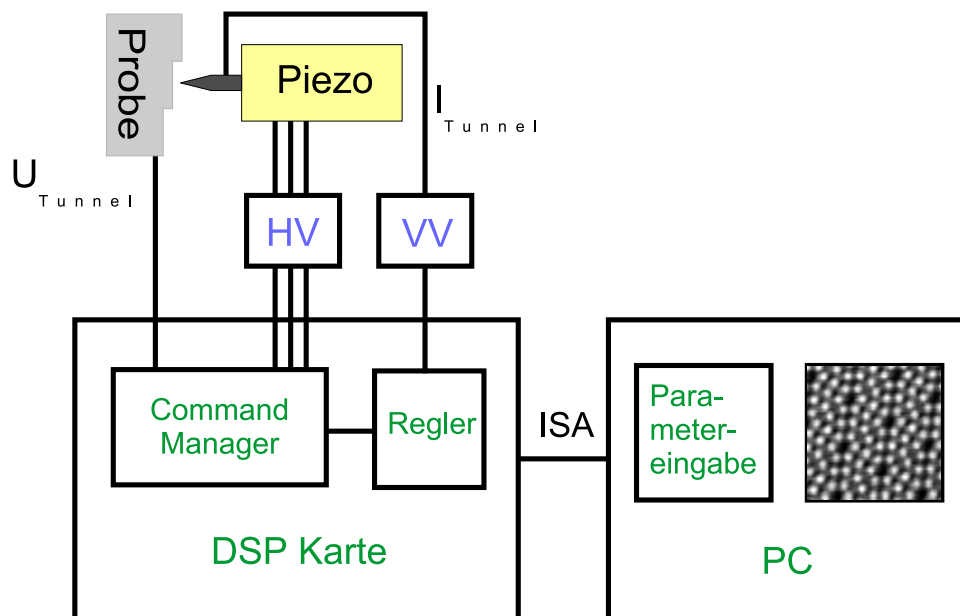 Probe
Piezo
I
Tunnel
U
Tunnel
HV
VV
Command
Manager
Regler
ISA
Para-
meter-
eingabe
DSP Karte
PC